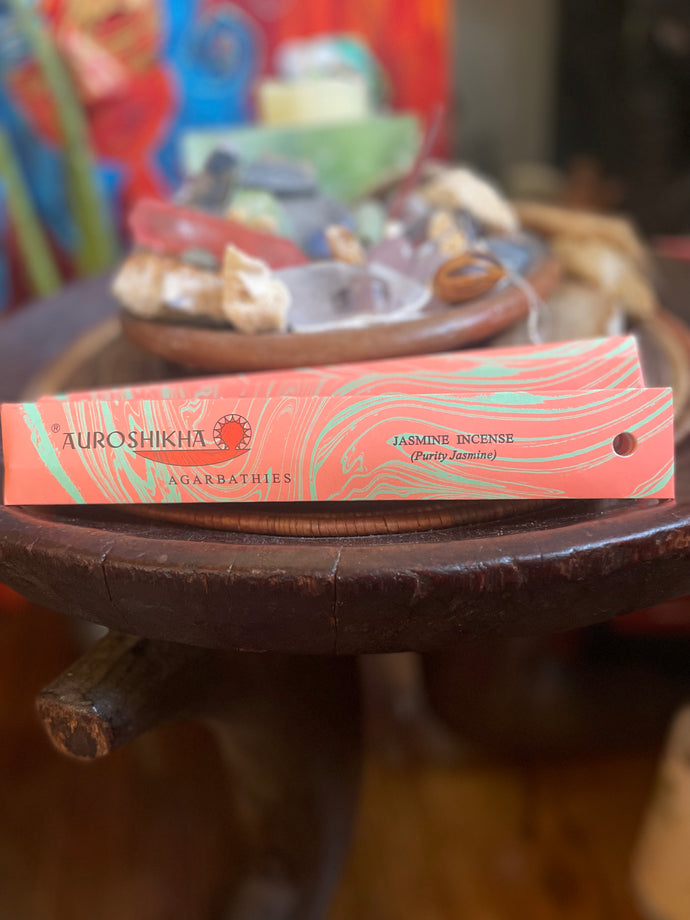 ® AUROSHIKHA
AGARBATHIES
JASMINE INCENSE
(Purity Jasmine)